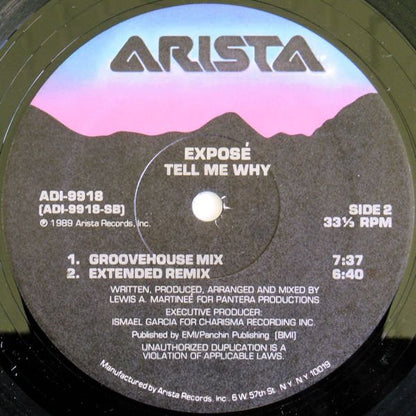 ARISTA
EXPOSÉ
TELL ME WHY
ADI-9918
(ADI-9918-SB)
℗ 1989 Arista Records, Inc.
SIDE 2
33⅓ RPM
1. GROOVEHOUSE MIX 7:37
2. EXTENDED REMIX 6:40
WRITTEN, PRODUCED, ARRANGED AND MIXED BY
LEWIS A. MARTINEÉ FOR PANTERA PRODUCTIONS
EXECUTIVE PRODUCER:
ISMAEL GARCIA FOR CHARISMA RECORDING INC.
Published by EMI/Panchin Publishing (BMI)
UNAUTHORIZED DUPLICATION IS A
VIOLATION OF APPLICABLE LAWS.
Manufactured by Arista Records, Inc. 6 W. 57th St., N.Y. N.Y. 10019